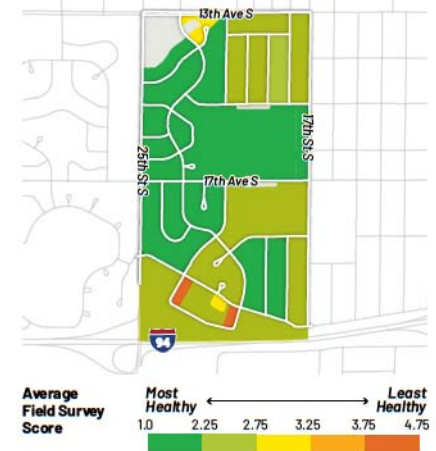 13th Ave S
25th St S
17th St S
17th Ave S
94
Average
Field Survey
Score
Most
Healthy
Least
Healthy
1.0 2.25 2.75 3.25 3.75 4.75